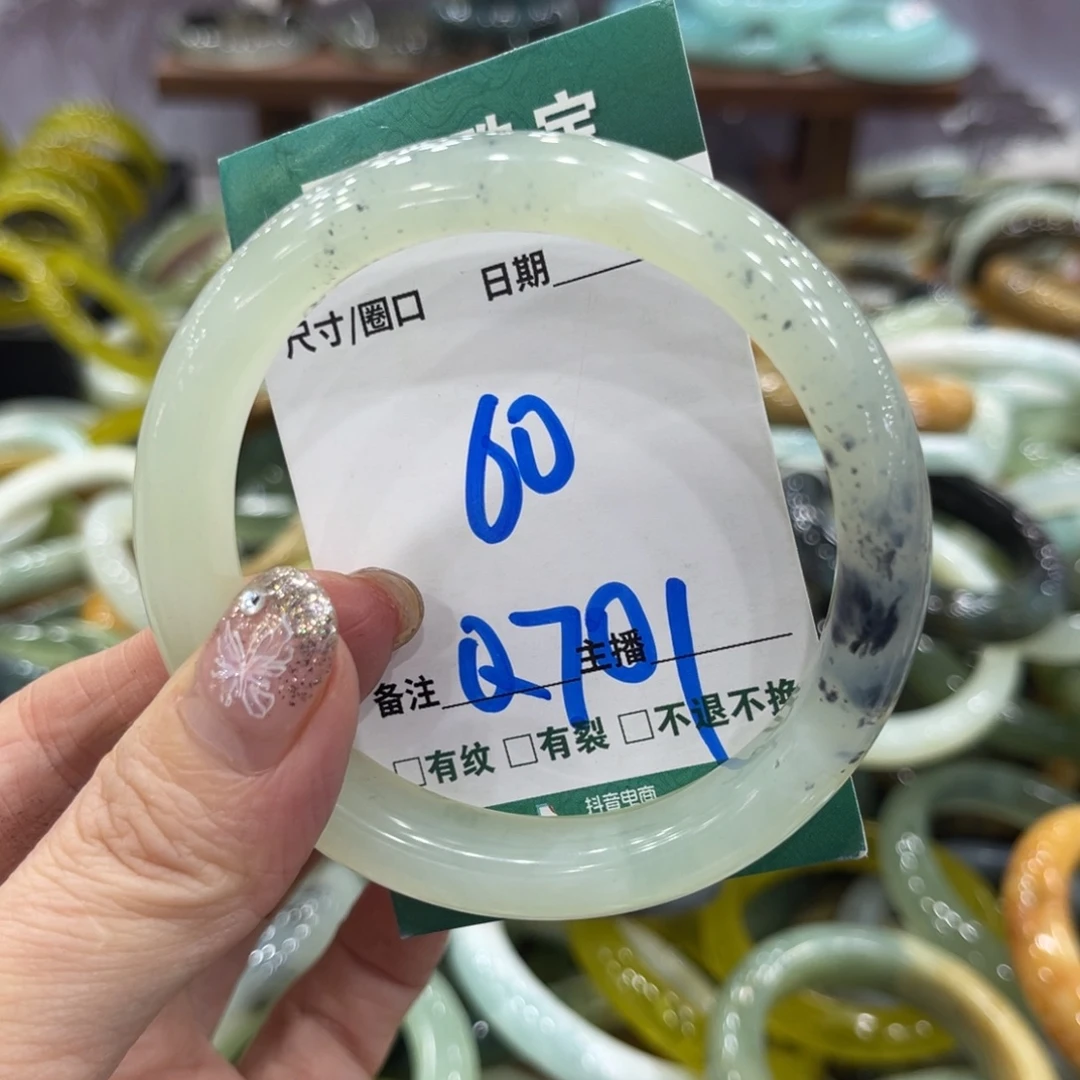 宝
尺寸/圈口 日期
60
Q701
备注 主播
□有纹 □有裂 □不退不换
抖音电商